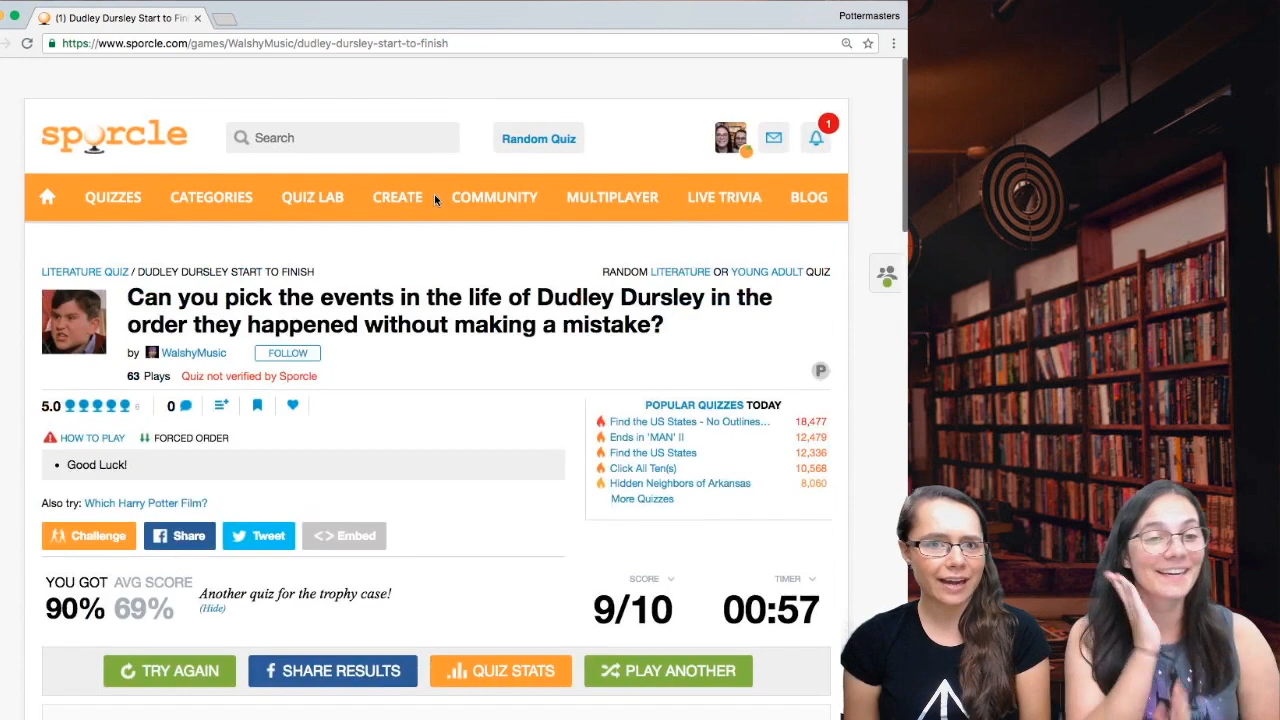 (1) Dudley Dursley Start to Fin
Pottermasters
https://www.sporcle.com/games/WalshyMusic/dudley-dursley-start-to-finish
sporcle
Search
Random Quiz
1
QUIZZES CATEGORIES QUIZ LAB CREATE COMMUNITY MULTIPLAYER LIVE TRIVIA BLOG
LITERATURE QUIZ / DUDLEY DURSLEY START TO FINISH
RANDOM LITERATURE OR YOUNG ADULT QUIZ
Can you pick the events in the life of Dudley Dursley in the
order they happened without making a mistake?
by WalshyMusic FOLLOW
63 Plays Quiz not verified by Sporcle
P
5.0 6 0
POPULAR QUIZZES TODAY
Find the US States - No Outlines... 18,477
Ends in 'MAN' II 12,479
Find the US States 12,336
Click All Ten(s) 10,568
Hidden Neighbors of Arkansas 8,060
More Quizzes
HOW TO PLAY FORCED ORDER
• Good Luck!
Also try: Which Harry Potter Film?
Challenge Share Tweet <> Embed
YOU GOT AVG SCORE
90% 69%
Another quiz for the trophy case!
(Hide)
SCORE TIMER
9/10 00:57
TRY AGAIN SHARE RESULTS QUIZ STATS PLAY ANOTHER